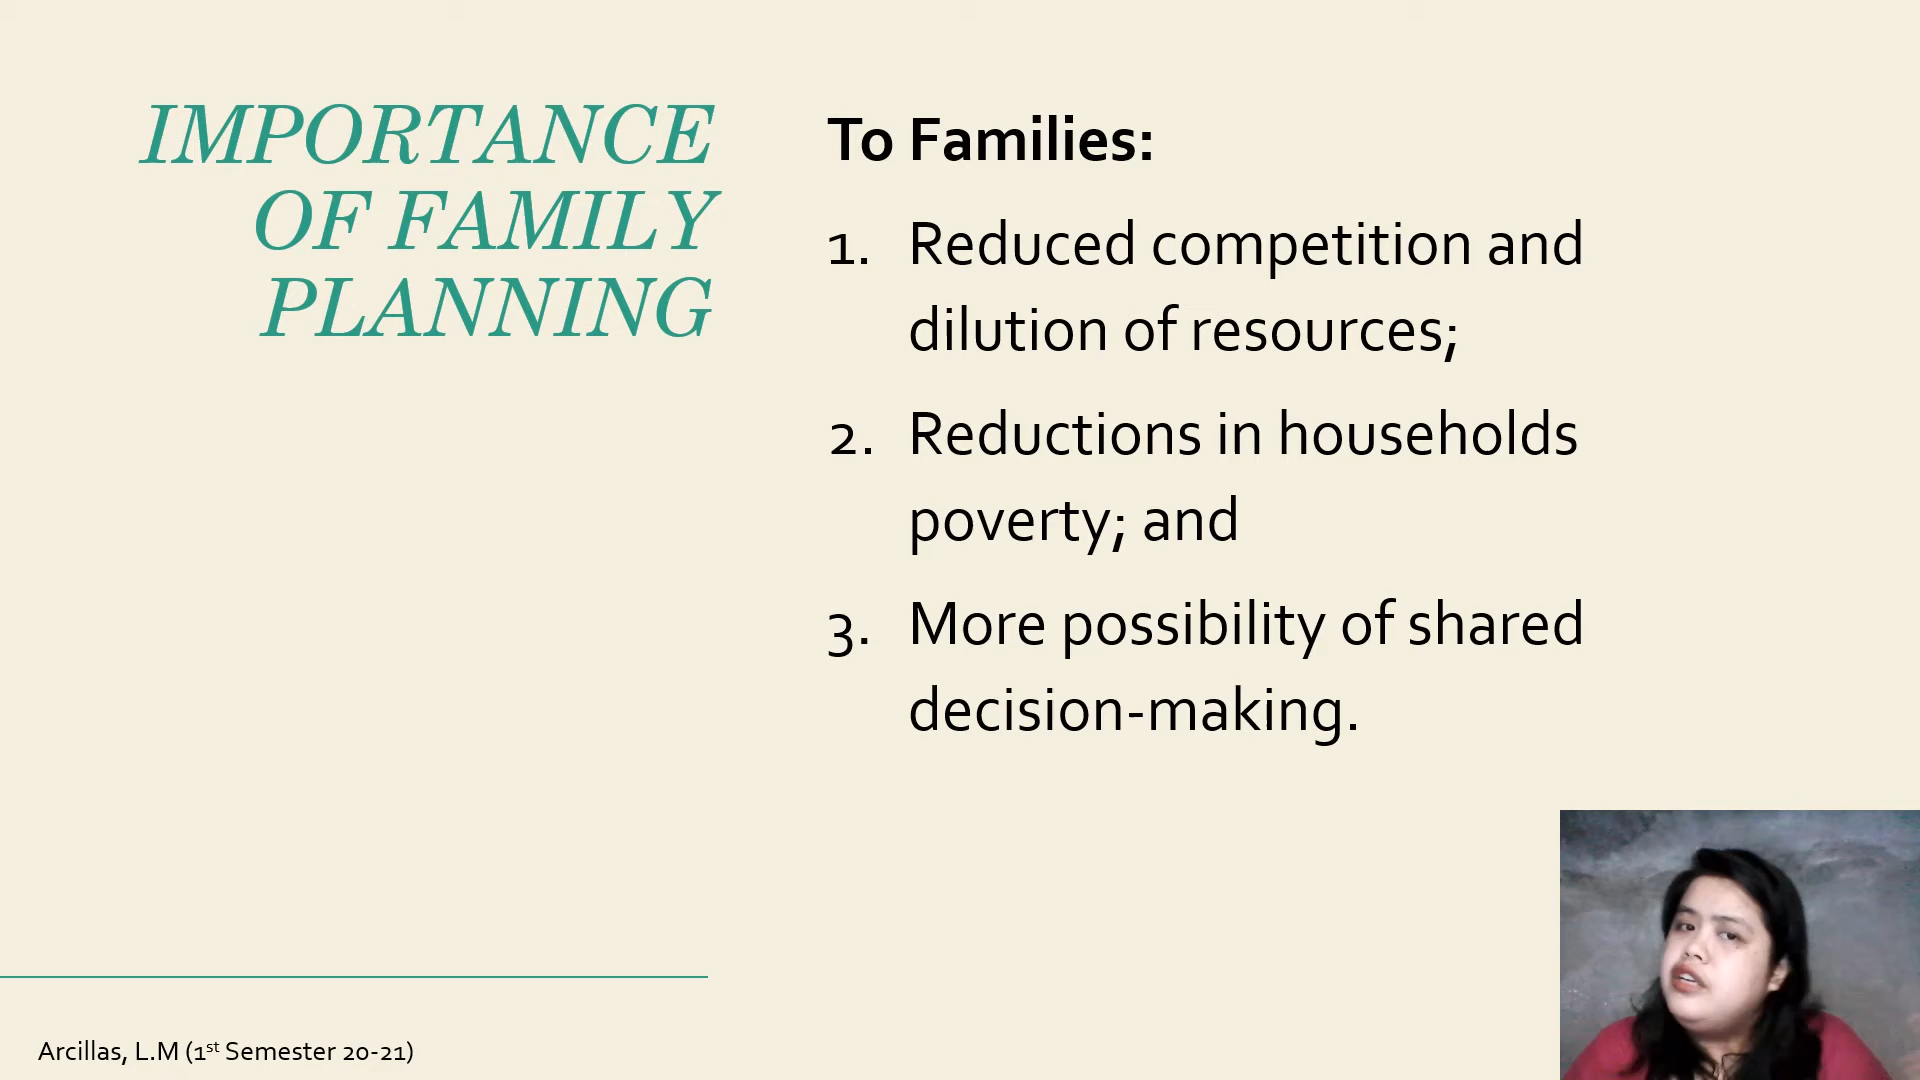 IMPORTANCE
OF FAMILY
PLANNING
To Families:
1. Reduced competition and
dilution of resources;
2. Reductions in households
poverty; and
3. More possibility of shared
decision-making.
Arcillas, L.M (1st Semester 20-21)